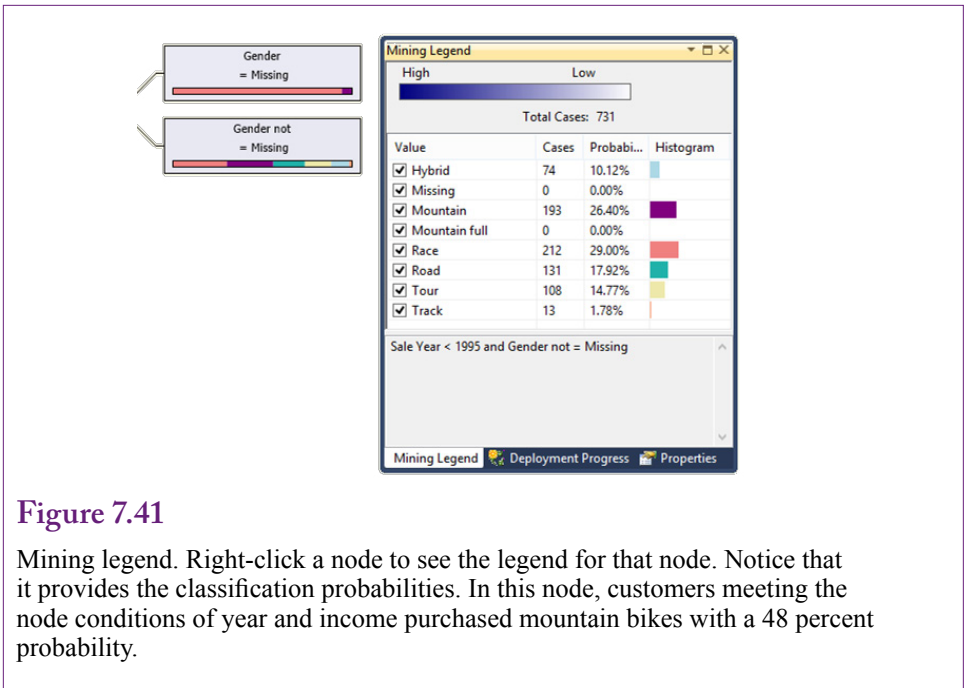 Gender
= Missing
Gender not
= Missing
Mining Legend
High Low
Total Cases: 731
Value Cases Probabi... Histogram
Hybrid 74 10.12%
Missing 0 0.00%
Mountain 193 26.40%
Mountain full 0 0.00%
Race 212 29.00%
Road 131 17.92%
Tour 108 14.77%
Track 13 1.78%
Sale Year < 1995 and Gender not = Missing
Mining Legend Deployment Progress Properties
Figure 7.41
Mining legend. Right-click a node to see the legend for that node. Notice that
it provides the classification probabilities. In this node, customers meeting the
node conditions of year and income purchased mountain bikes with a 48 percent
probability.